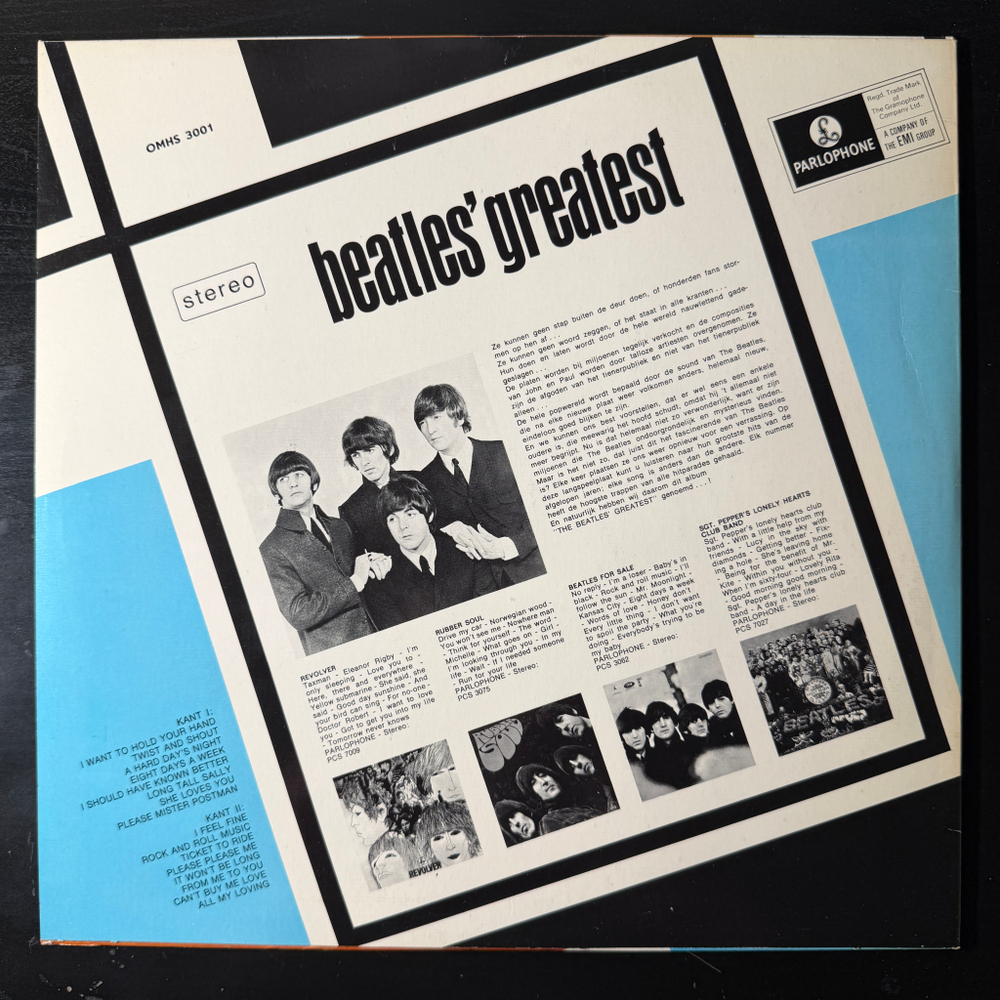 OMHS 3001
PARLOPHONE
Regd. Trade Mark
of
The Gramophone
Company Ltd.
A COMPANY OF
THE EMI GROUP
stereo
beatles' greatest
Ze kunnen geen stap buiten de deur doen, of honderden fans stor-
men op hen af . . .
Ze kunnen geen woord zeggen, of het staat in alle kranten . . .
Hun doen en laten wordt door de hele wereld nauwlettend gade-
geslagen . . .
De platen worden bij miljoenen tegelijk verkocht en de composities
van John en Paul worden door talloze artiesten overgenomen. Ze
zijn de afgoden van het tienerpubliek en niet van het tienerpubliek
alleen . . .
De hele popwereld wordt bepaald door de sound van The Beatles,
die na elke nieuwe plaat weer volkomen anders, helemaal nieuw,
eindeloos goed blijken te zijn.
En we kunnen ons best voorstellen, dat er wel eens een enkele
oudere is, die meewarig het hoofd schudt, omdat hij 't allemaal niet
meer begrijpt. Nu is dat helemaal niet zo verwonderlijk, want er zijn
miljoenen die The Beatles ondoorgrondelijk en mysterieus vinden.
Maar is het niet zo, dat juist dit het fascinerende van The Beatles
is? Elke keer plaatsen ze ons weer opnieuw voor een verrassing. Op
deze langspeelplaat kunt u luisteren naar hun grootste hits van de
afgelopen jaren: elke song is anders dan de andere. Elk nummer
heeft de hoogste trappen van alle hitparades gehaald.
En natuurlijk hebben wij daarom dit album
"THE BEATLES' GREATEST" genoemd . . . !
REVOLVER
Taxman - Eleanor Rigby - I'm
only sleeping - Love you to -
Here, there and everywhere -
Yellow submarine - She said, she
said - Good day sunshine - And
your bird can sing - For no-one -
Doctor Robert - I want to love
you - Got to get you into my life
- Tomorrow never knows
PARLOPHONE - Stereo:
PCS 7009
RUBBER SOUL
Drive my car - Norwegian wood -
You won't see me - Nowhere man
- Think for yourself - The word -
Michelle - What goes on - Girl -
I'm looking through you - In my
life - Wait - If I needed someone
- Run for your life
PARLOPHONE - Stereo:
PCS 3075
BEATLES FOR SALE
No reply - I'm a loser - Baby's in
black - Rock and roll music - I'll
follow the sun - Mr. Moonlight -
Kansas City - Eight days a week
- Words of love - Honey don't -
Every little thing - I don't want
to spoil the party - What you're
doing - Everybody's trying to be
my baby
PARLOPHONE - Stereo:
PCS 3062
SGT. PEPPER'S LONELY HEARTS
CLUB BAND
Sgt. Pepper's lonely hearts club
band - With a little help from my
friends - Lucy in the sky with
diamonds - Getting better - Fix-
ing a hole - She's leaving home
- Being for the benefit of Mr.
Kite - Within you without you -
When I'm sixty-four - Lovely Rita
- Good morning good morning -
Sgt. Pepper's lonely hearts club
band - A day in the life
PARLOPHONE - Stereo:
PCS 7027
REVOLVER
RUBBER SOUL
BEATLES
KANT I:
I WANT TO HOLD YOUR HAND
TWIST AND SHOUT
A HARD DAY'S NIGHT
EIGHT DAYS A WEEK
I SHOULD HAVE KNOWN BETTER
LONG TALL SALLY
SHE LOVES YOU
PLEASE MISTER POSTMAN
KANT II:
I FEEL FINE
ROCK AND ROLL MUSIC
TICKET TO RIDE
PLEASE PLEASE ME
IT WON'T BE LONG
FROM ME TO YOU
CAN'T BUY ME LOVE
ALL MY LOVING